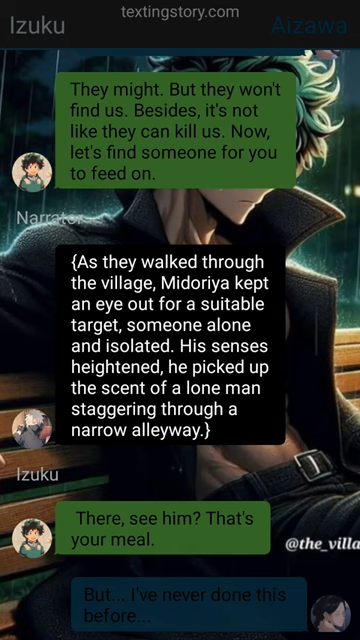 textingstory.com
Izuku
Aizawa
They might. But they won't
find us. Besides, it's not
like they can kill us. Now,
let's find someone for you
to feed on.
Narrator
{As they walked through
the village, Midoriya kept
an eye out for a suitable
target, someone alone
and isolated. His senses
heightened, he picked up
the scent of a lone man
staggering through a
narrow alleyway.}
Izuku
There, see him? That's
your meal.
@the_villa
But... I've never done this
before...